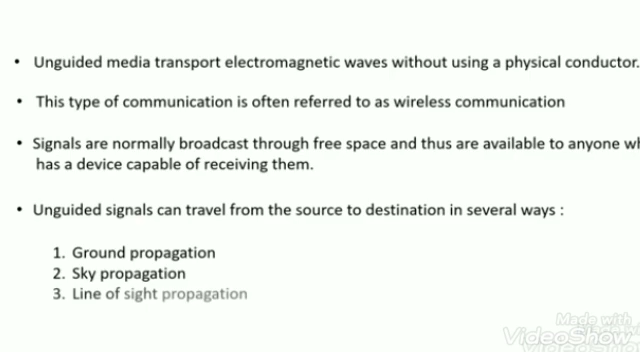 • Unguided media transport electromagnetic waves without using a physical conductor.
• This type of communication is often referred to as wireless communication
• Signals are normally broadcast through free space and thus are available to anyone wh
has a device capable of receiving them.
• Unguided signals can travel from the source to destination in several ways :
1. Ground propagation
2. Sky propagation
3. Line of sight propagation
Made with
VideoShow